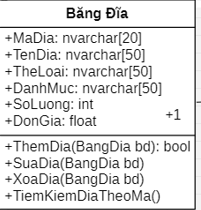 Băng Đĩa
+MaDia: nvarchar[20]
+TenDia: nvarchar[50]
+TheLoai: nvarchar[50]
+DanhMuc: nvarchar[50]
+SoLuong: int
+DonGia: float
+1
+ThemDia(BangDia bd): bool
+SuaDia(BangDia bd)
+XoaDia(BangDia bd)
+TiemKiemDiaTheoMa()